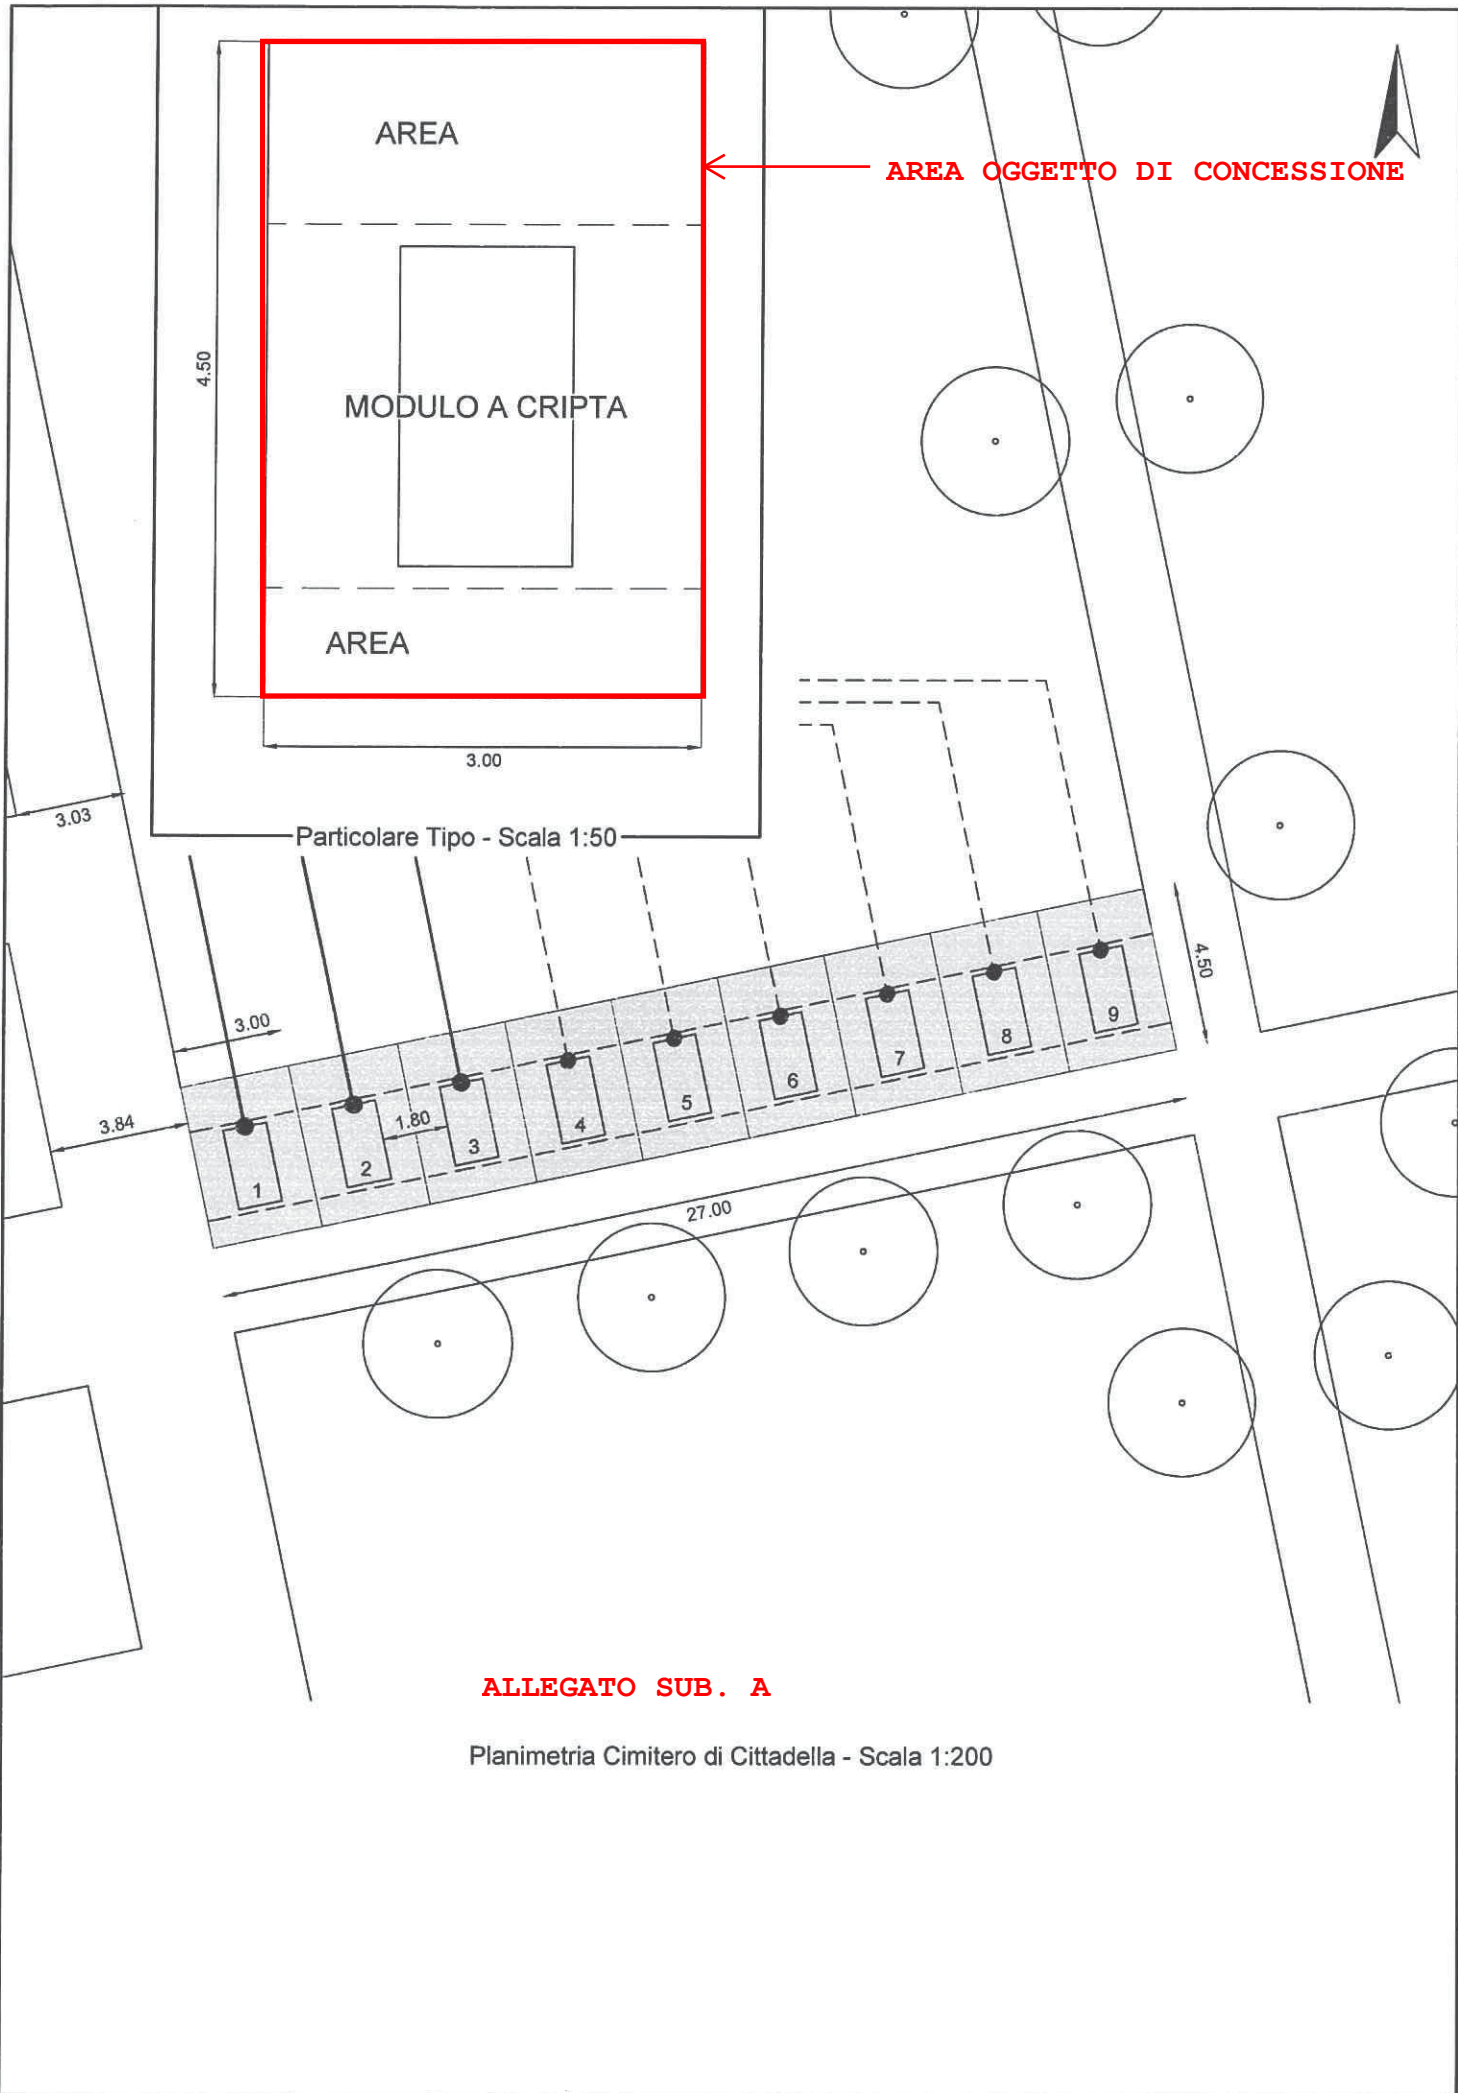 AREA
AREA OGGETTO DI CONCESSIONE
4.50
MODULO A CRIPTA
AREA
3.00
3.03
Particolare Tipo - Scala 1:50
4.50
3.00
3.84
1.80
1
2
3
4
5
6
7
8
9
27.00
ALLEGATO SUB. A
Planimetria Cimitero di Cittadella - Scala 1:200